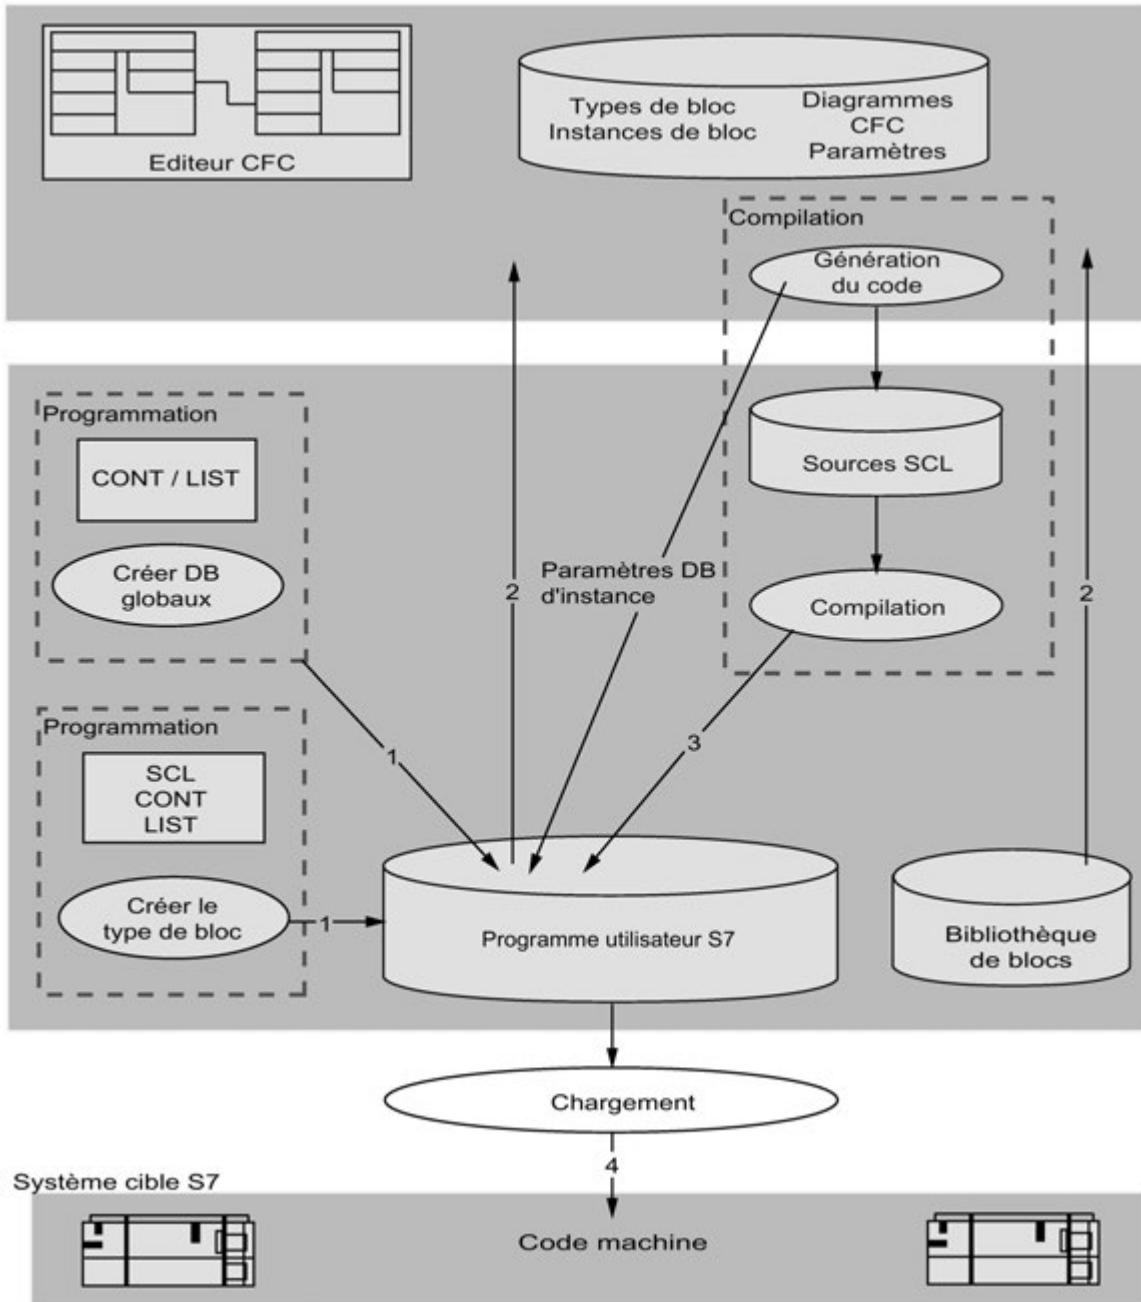 Editeur CFC
Types de bloc
Instances de bloc
Diagrammes
CFC
Paramètres
Compilation
Génération
du code
Sources SCL
Compilation
Paramètres DB
d'instance
2
2
3
Programmation
CONT / LIST
Créer DB
globaux
1
Programmation
SCL
CONT
LIST
Créer le
type de bloc
1
Programme utilisateur S7
Bibliothèque
de blocs
Chargement
4
Système cible S7
Code machine